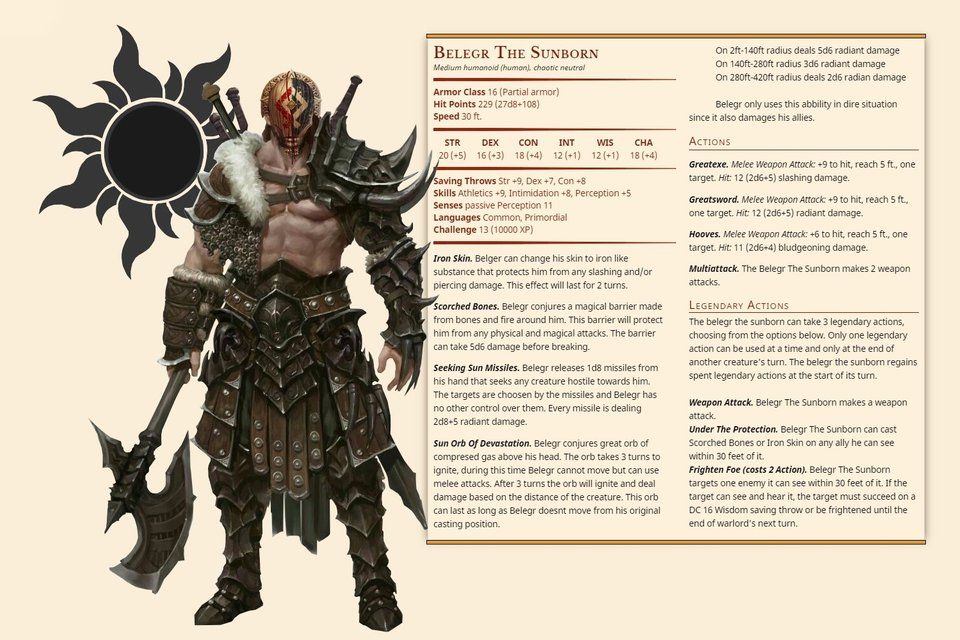 Belegr The Sunborn
Medium humanoid (human), chaotic neutral
Armor Class 16 (Partial armor)
Hit Points 229 (27d8+108)
Speed 30 ft.
STR DEX CON INT WIS CHA
20 (+5) 16 (+3) 18 (+4) 12 (+1) 12 (+1) 18 (+4)
Saving Throws Str +9, Dex +7, Con +8
Skills Athletics +9, Intimidation +8, Perception +5
Senses passive Perception 11
Languages Common, Primordial
Challenge 13 (10000 XP)
Iron Skin. Belger can change his skin to iron like
substance that protects him from any slashing and/or
piercing damage. This effect will last for 2 turns.
Scorched Bones. Belegr conjures a magical barrier made
from bones and fire around him. This barrier will protect
him from any physical and magical attacks. The barrier
can take 5d6 damage before breaking.
Seeking Sun Missiles. Belegr releases 1d8 missiles from
his hand that seeks any creature hostile towards him.
The targets are choosen by the missiles and Belegr has
no other control over them. Every missile is dealing
2d8+5 radiant damage.
Sun Orb Of Devastation. Belegr conjures great orb of
compresed gas above his head. The orb takes 3 turns to
ignite, during this time Belegr cannot move but can use
melee attacks. After 3 turns the orb will ignite and deal
damage based on the distance of the creature. This orb
can last as long as Belegr doesnt move from his original
casting position.
On 2ft-140ft radius deals 5d6 radiant damage
On 140ft-280ft radius 3d6 radiant damage
On 280ft-420ft radius deals 2d6 radian damage
Belegr only uses this abbility in dire situation
since it also damages his allies.
Actions
Greatexe. Melee Weapon Attack: +9 to hit, reach 5 ft., one
target. Hit: 12 (2d6+5) slashing damage.
Greatsword. Melee Weapon Attack: +9 to hit, reach 5 ft.,
one target. Hit: 12 (2d6+5) radiant damage.
Hooves. Melee Weapon Attack: +6 to hit, reach 5 ft., one
target. Hit: 11 (2d6+4) bludgeoning damage.
Multiattack. The Belegr The Sunborn makes 2 weapon
attacks.
Legendary Actions
The belegr the sunborn can take 3 legendary actions,
choosing from the options below. Only one legendary
action can be used at a time and only at the end of
another creature's turn. The belegr the sunborn regains
spent legendary actions at the start of its turn.
Weapon Attack. Belegr The Sunborn makes a weapon
attack.
Under The Protection. Belegr The Sunborn can cast
Scorched Bones or Iron Skin on any ally he can see
within 30 feet of it.
Frighten Foe (costs 2 Action). Belegr The Sunborn
targets one enemy it can see within 30 feet of it. If the
target can see and hear it, the target must succeed on a
DC 16 Wisdom saving throw or be frightened until the
end of warlord's next turn.